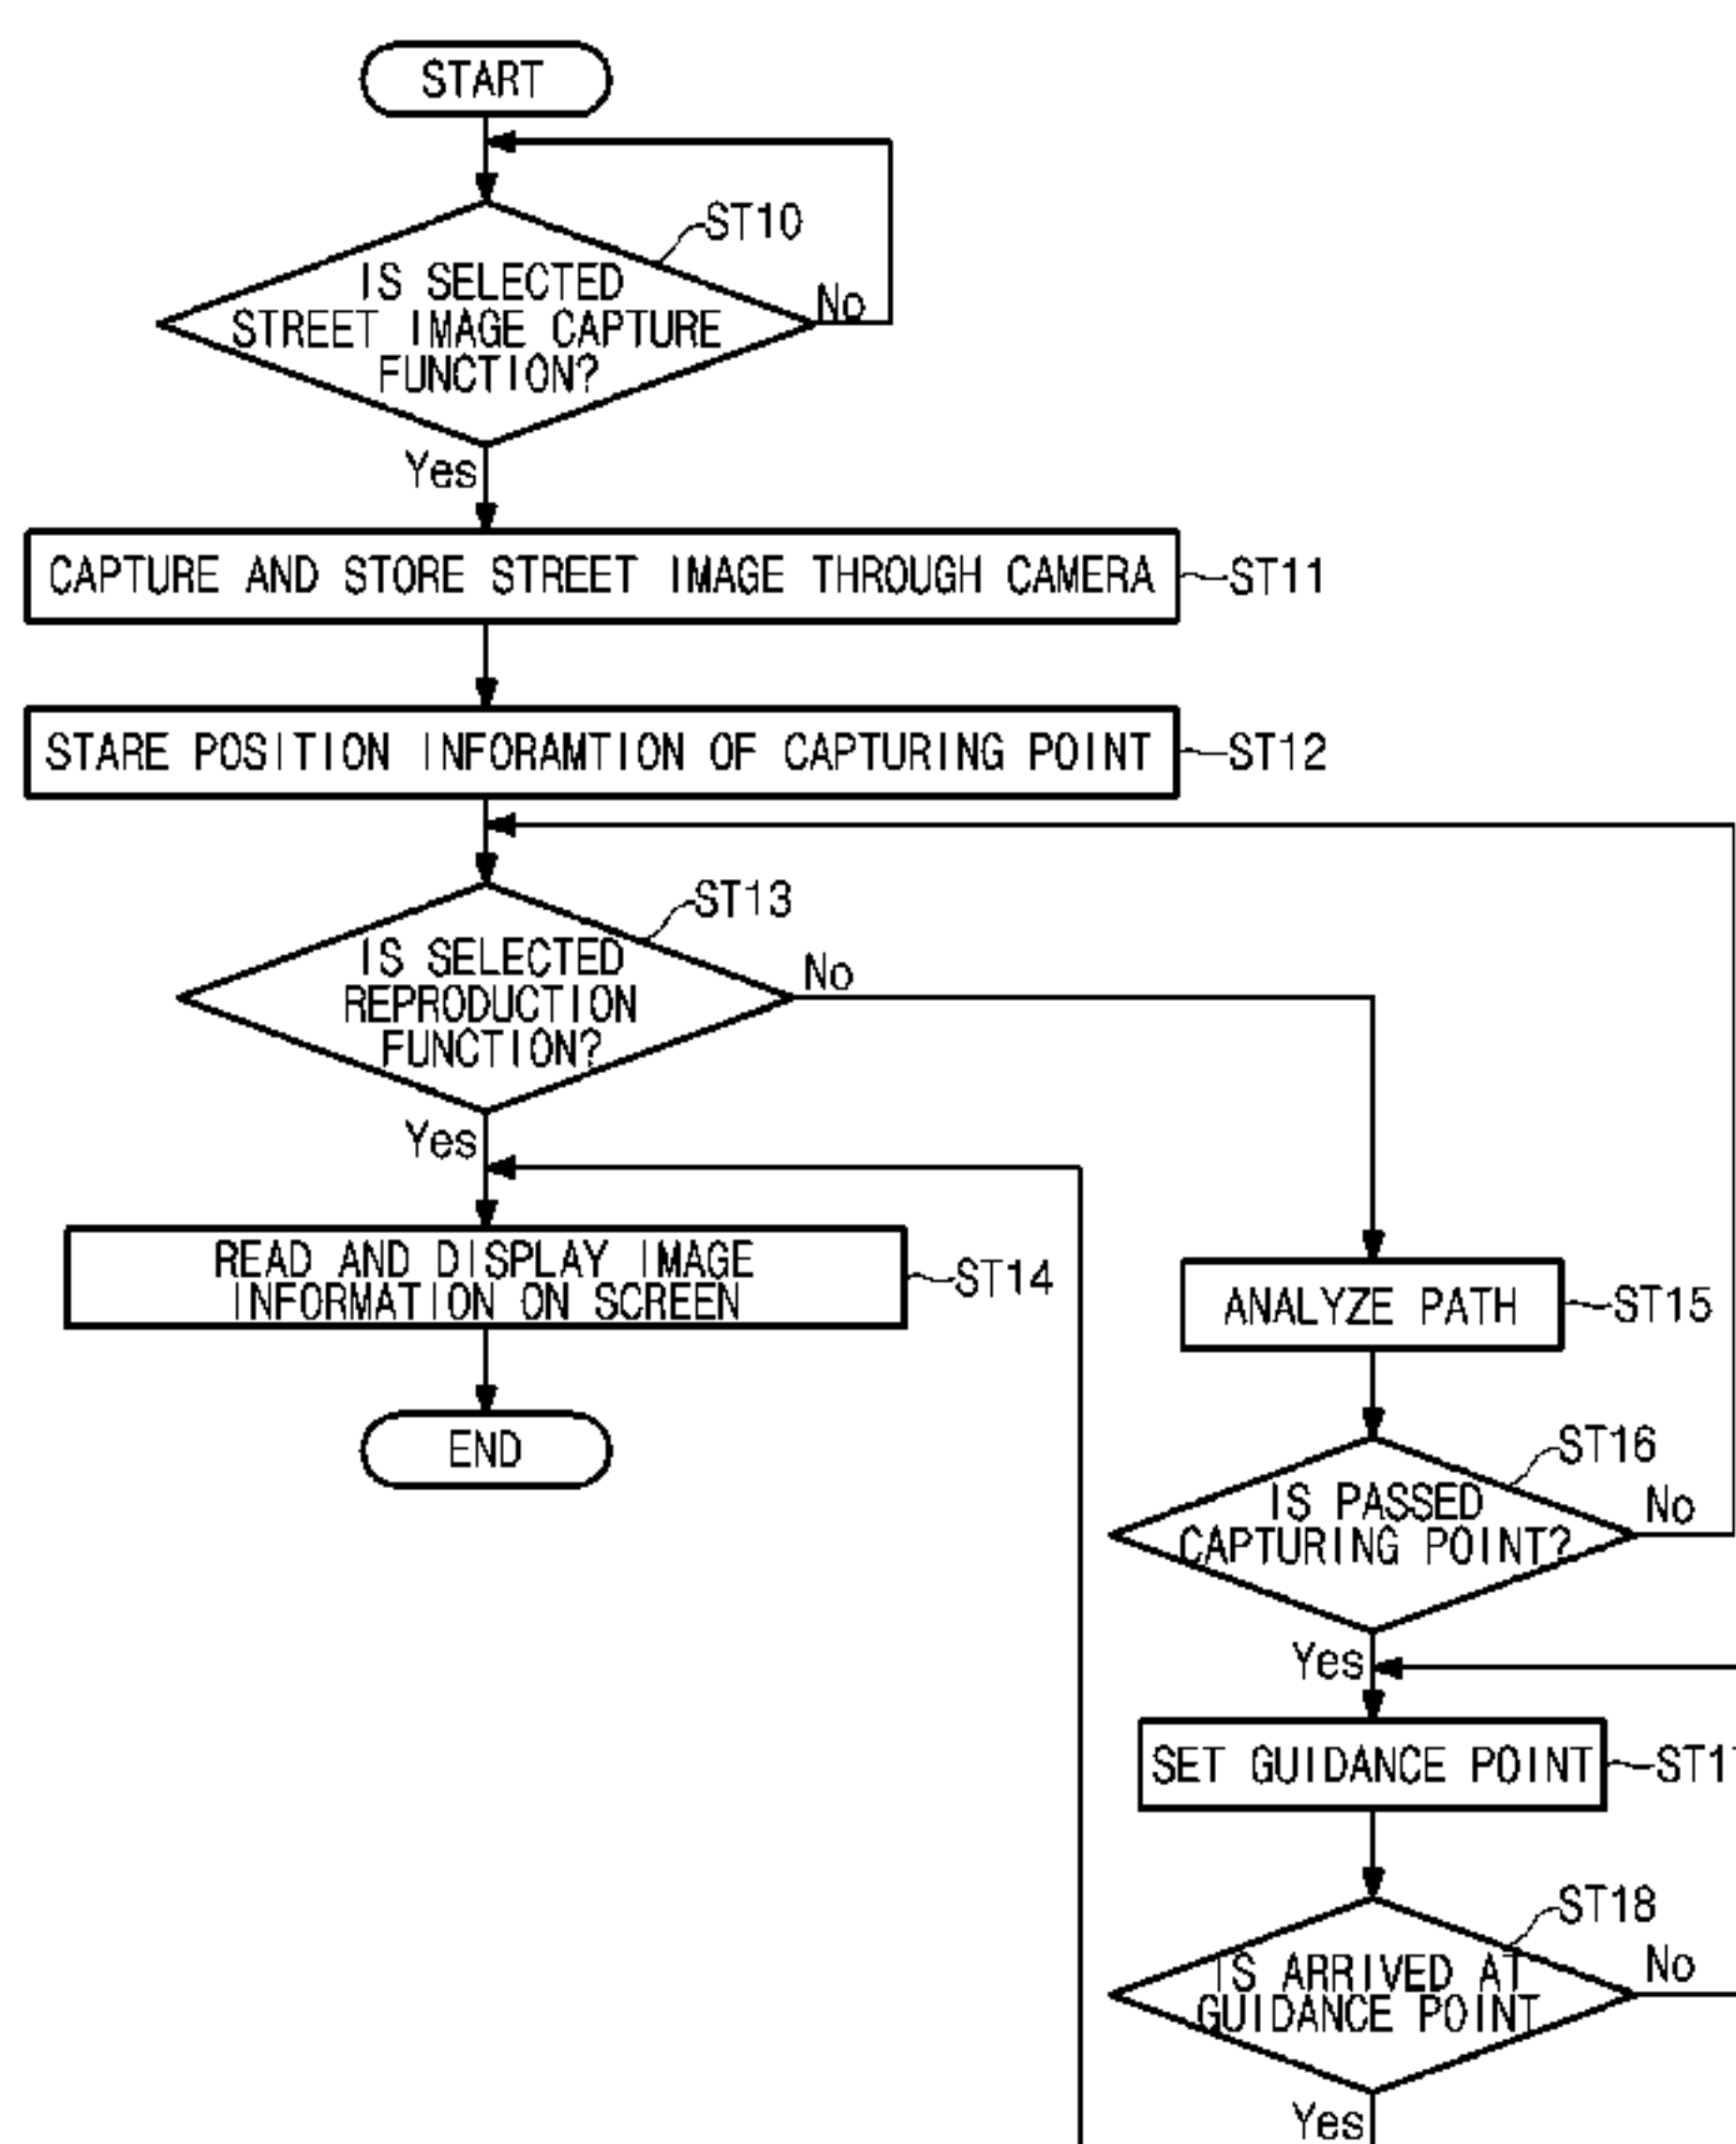 START
ST10
IS SELECTED
STREET IMAGE CAPTURE
FUNCTION?
No
Yes
CAPTURE AND STORE STREET IMAGE THROUGH CAMERA
ST11
STARE POSITION INFORAMTION OF CAPTURING POINT
ST12
ST13
IS SELECTED
REPRODUCTION
FUNCTION?
No
Yes
READ AND DISPLAY IMAGE
INFORMATION ON SCREEN
ST14
END
ANALYZE PATH
ST15
ST16
IS PASSED
CAPTURING POINT?
No
Yes
SET GUIDANCE POINT
ST18
IS ARRIVED AT
GUIDANCE POINT
No
Yes